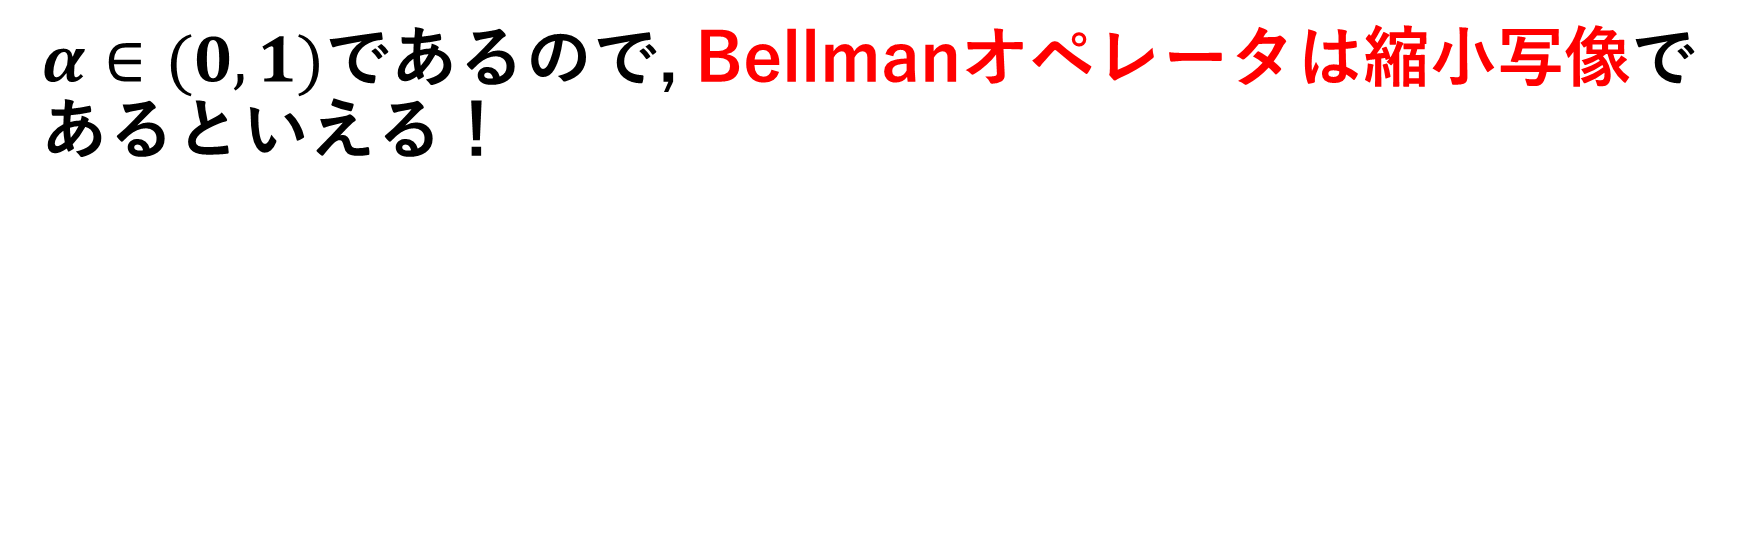 𝜶 ∈ (𝟎, 𝟏)であるので, Bellmanオペレータは縮小写像で
あるといえる！